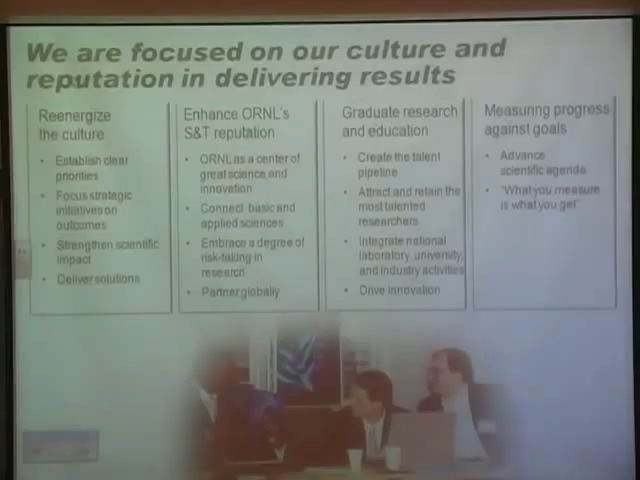 We are focused on our culture and
reputation in delivering results
Reenergize
the culture
• Establish clear
priorities
• Focus strategic
initiatives on
outcomes
• Strengthen scientific
impact
• Deliver solutions
Enhance ORNL's
S&T reputation
• ORNL as a center of
great science and
innovation
• Connect basic and
applied sciences
• Embrace a degree of
risk-taking in
research
• Partner globally
Graduate research
and education
• Create the talent
pipeline
• Attract and retain the
most talented
researchers
• Integrate national
laboratory, university,
and industry activities
• Drive innovation
Measuring progress
against goals
• Advance
scientific agenda
• "What you measure
is what you get"